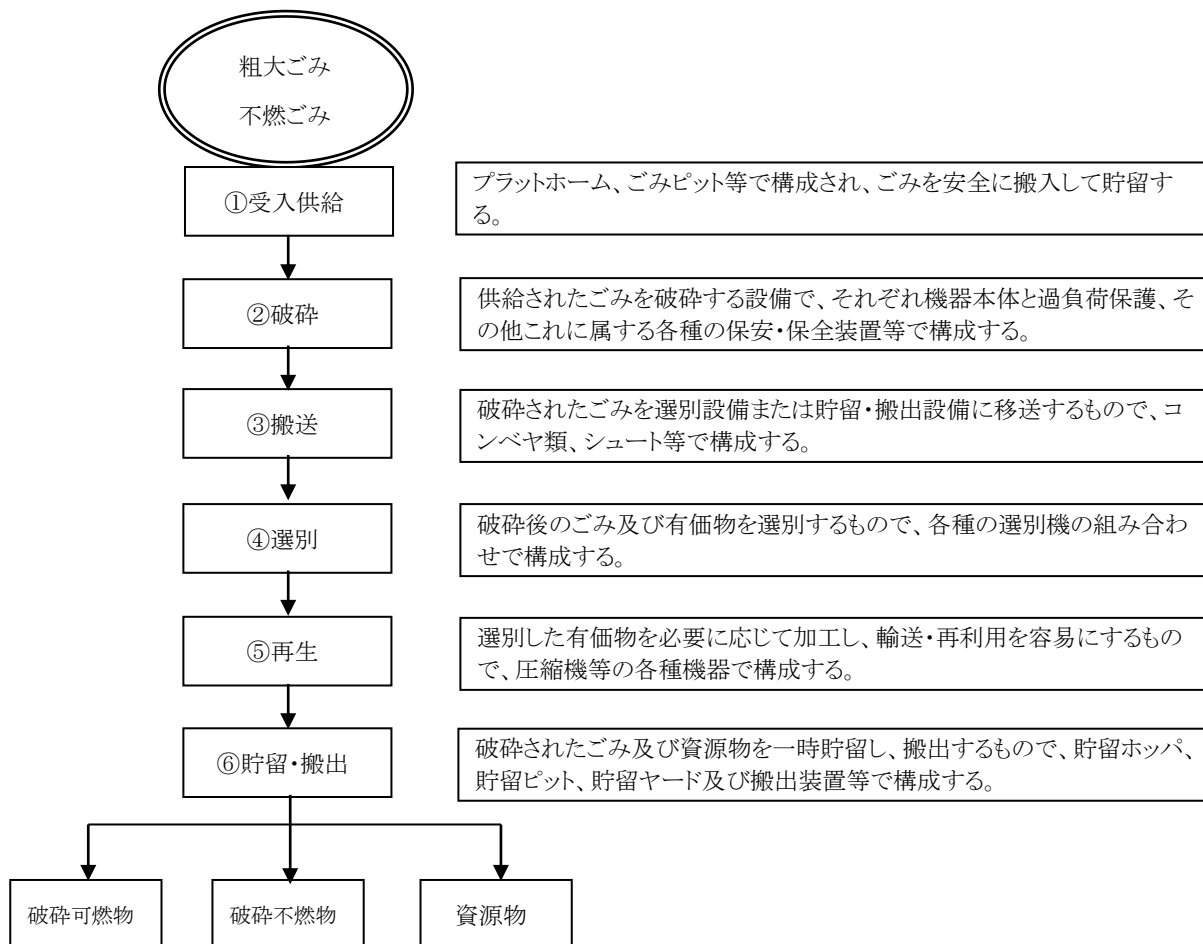 粗大ごみ
不燃ごみ
①受入供給
プラットホーム、ごみピット等で構成され、ごみを安全に搬入して貯留す
る。
②破砕
供給されたごみを破砕する設備で、それぞれ機器本体と過負荷保護、そ
の他これに属する各種の保安・保全装置等で構成する。
③搬送
破砕されたごみを選別設備または貯留・搬出設備に移送するもので、コ
ンベヤ類、シュート等で構成する。
④選別
破砕後のごみ及び有価物を選別するもので、各種の選別機の組み合わ
せで構成する。
⑤再生
選別した有価物を必要に応じて加工し、輸送・再利用を容易にするもの
で、圧縮機等の各種機器で構成する。
⑥貯留・搬出
破砕されたごみ及び資源物を一時貯留し、搬出するもので、貯留ホッパ、
貯留ピット、貯留ヤード及び搬出装置等で構成する。
破砕可燃物
破砕不燃物
資源物